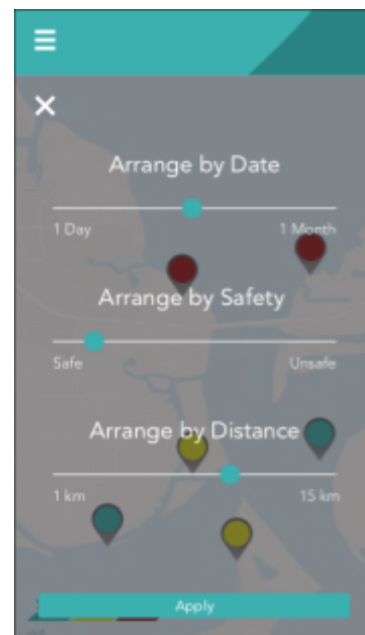 Arrange by Date
1 Day 1 Month
Arrange by Safety
Safe Unsafe
Arrange by Distance
1 km 15 km
Apply